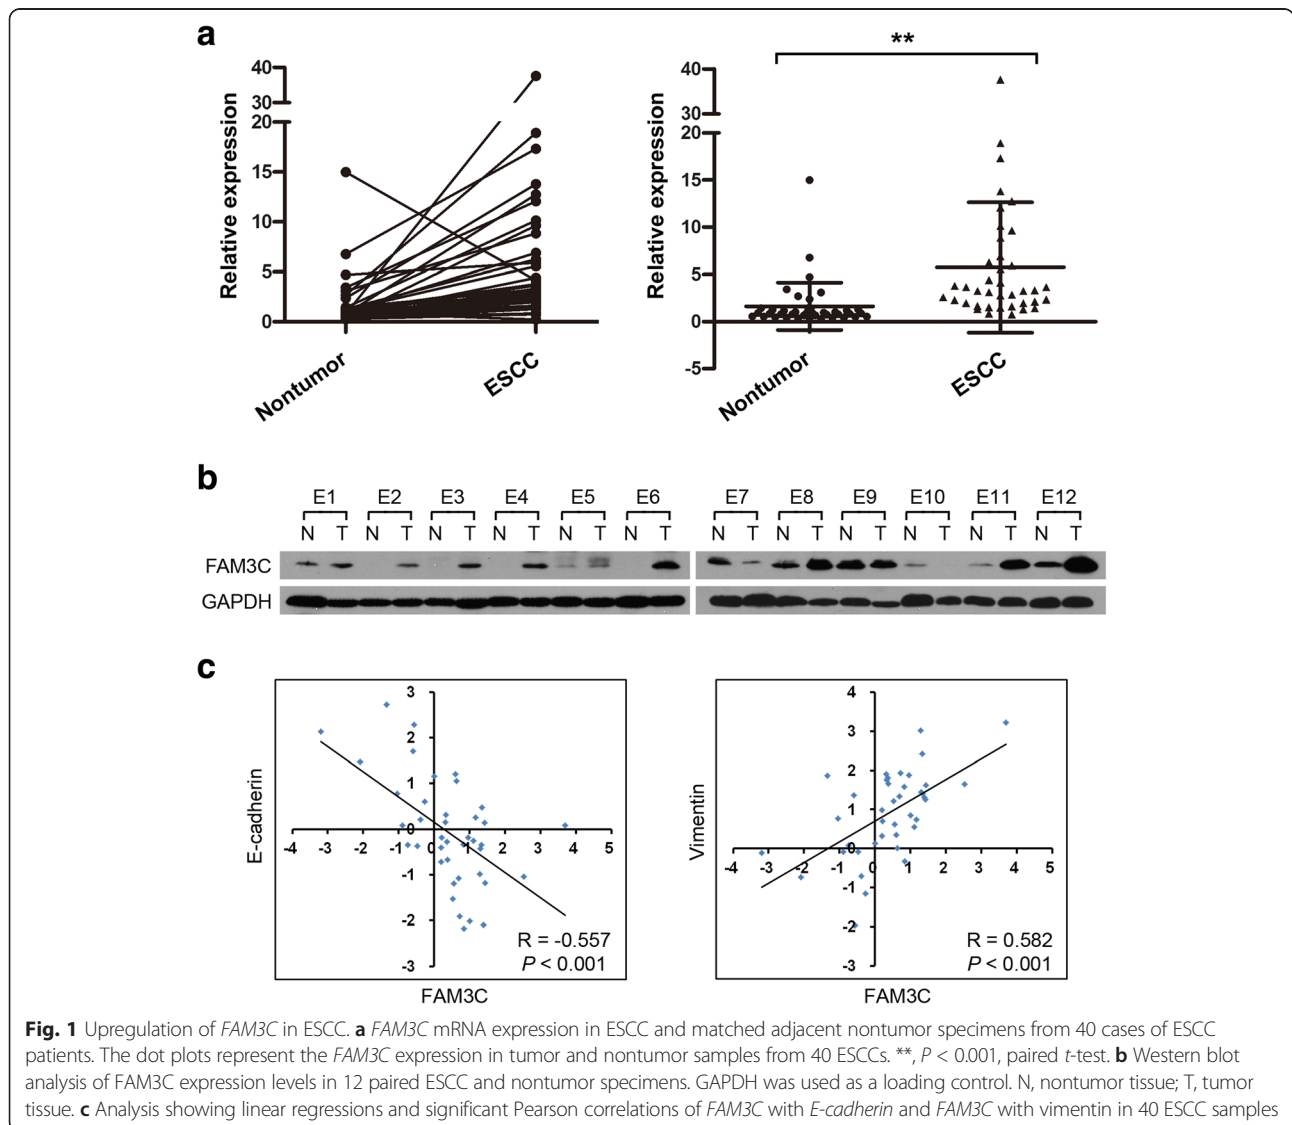 a
**
Relative expression
40
30
20
15
10
5
0
Nontumor
ESCC
Relative expression
40
30
20
15
10
5
0
-5
Nontumor
ESCC
b
E1 E2 E3 E4 E5 E6 E7 E8 E9 E10 E11 E12
N T N T N T N T N T N T N T N T N T N T N T N T
FAM3C
GAPDH
c
E-cadherin
3
2
1
0
-1
-2
-3
-4 -3 -2 -1 0 1 2 3 4 5
R = -0.557
P < 0.001
FAM3C
Vimentin
4
3
2
1
0
-1
-2
-3
-4 -3 -2 -1 0 1 2 3 4 5
R = 0.582
P < 0.001
FAM3C
Fig. 1 Upregulation of FAM3C in ESCC. a FAM3C mRNA expression in ESCC and matched adjacent nontumor specimens from 40 cases of ESCC
patients. The dot plots represent the FAM3C expression in tumor and nontumor samples from 40 ESCCs. **, P < 0.001, paired t-test. b Western blot
analysis of FAM3C expression levels in 12 paired ESCC and nontumor specimens. GAPDH was used as a loading control. N, nontumor tissue; T, tumor
tissue. c Analysis showing linear regressions and significant Pearson correlations of FAM3C with E-cadherin and FAM3C with vimentin in 40 ESCC samples